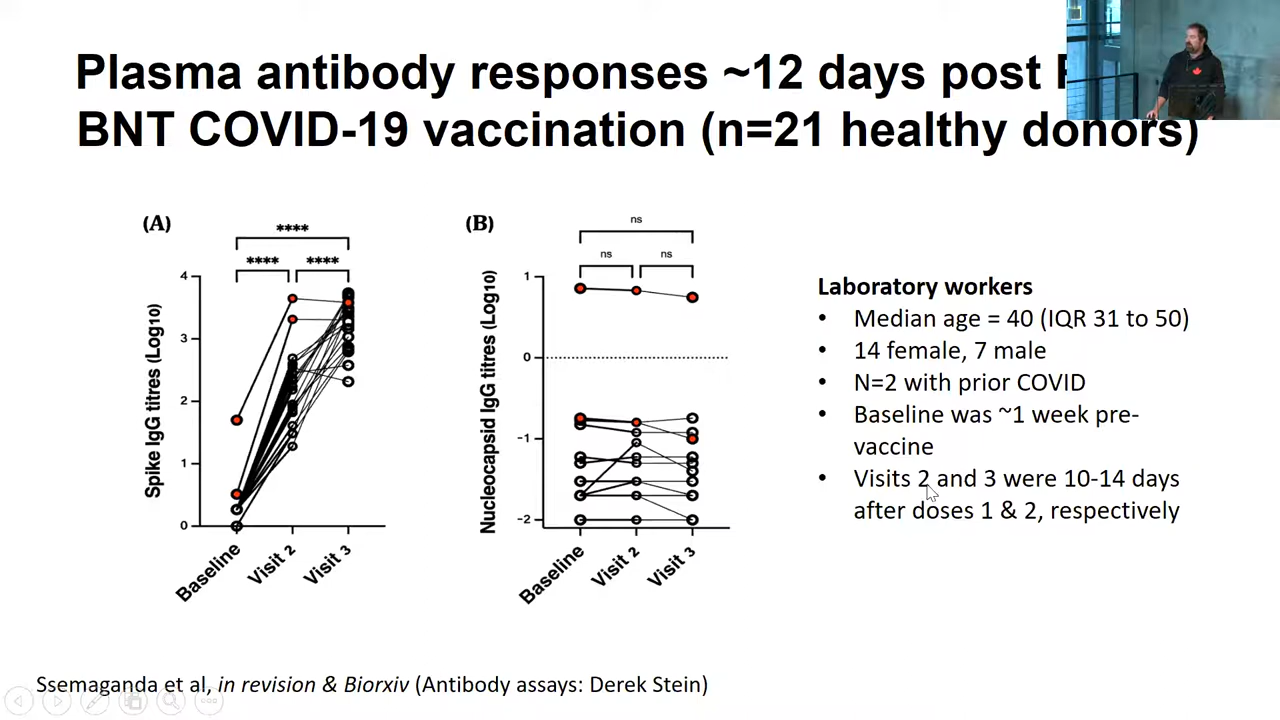 Plasma antibody responses ~12 days post
BNT COVID-19 vaccination (n=21 healthy donors)
(A)
****
****
****
Spike IgG titres (Log10)
4
3
2
1
0
Baseline
Visit 2
Visit 3
(B)
ns
ns
ns
Nucleocapsid IgG titres (Log10)
1
0
-1
-2
Baseline
Visit 2
Visit 3
Laboratory workers
• Median age = 40 (IQR 31 to 50)
• 14 female, 7 male
• N=2 with prior COVID
• Baseline was ~1 week pre-
vaccine
• Visits 2 and 3 were 10-14 days
after doses 1 & 2, respectively
Ssemaganda et al, in revision & Biorxiv (Antibody assays: Derek Stein)